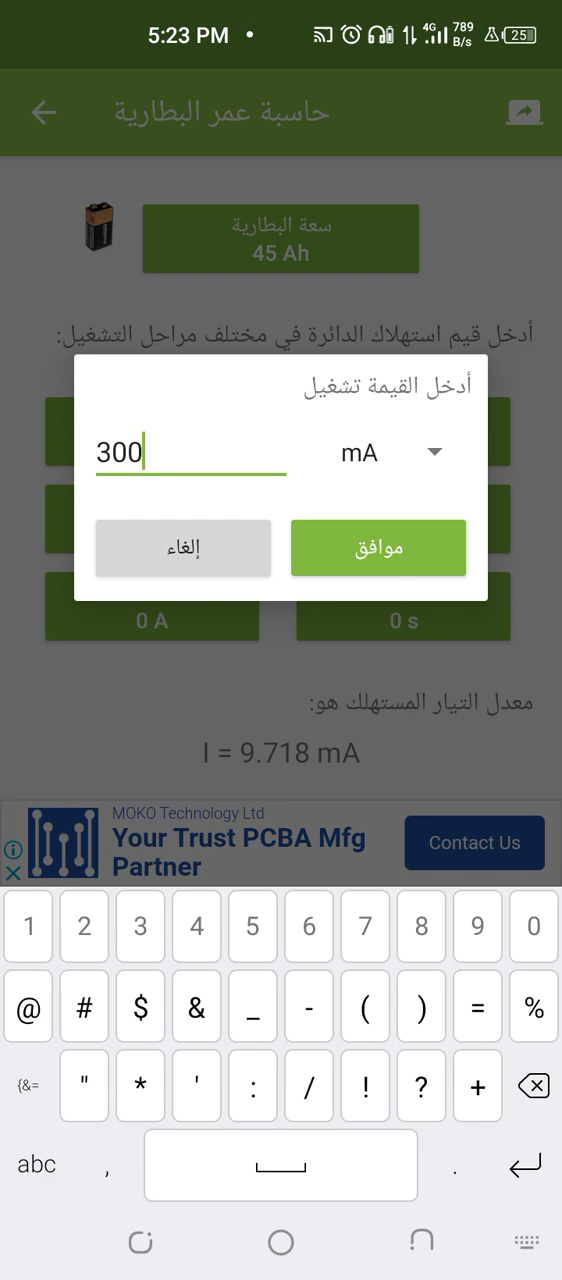 5:23 PM
4G
789
B/s
25
حاسبة عمر البطارية
سعة البطارية
45 Ah
أدخل قيم استهلاك الدائرة في مختلف مراحل التشغيل:
أدخل القيمة تشغيل
300
mA
إلغاء
موافق
0 A
0 s
معدل التيار المستهلك هو:
I = 9.718 mA
MOKO Technology Ltd
Your Trust PCBA Mfg
Partner
Contact Us
1 2 3 4 5 6 7 8 9 0
@ # $ & _ - ( ) = %
{&= " * ' : / ! ? +
abc , .